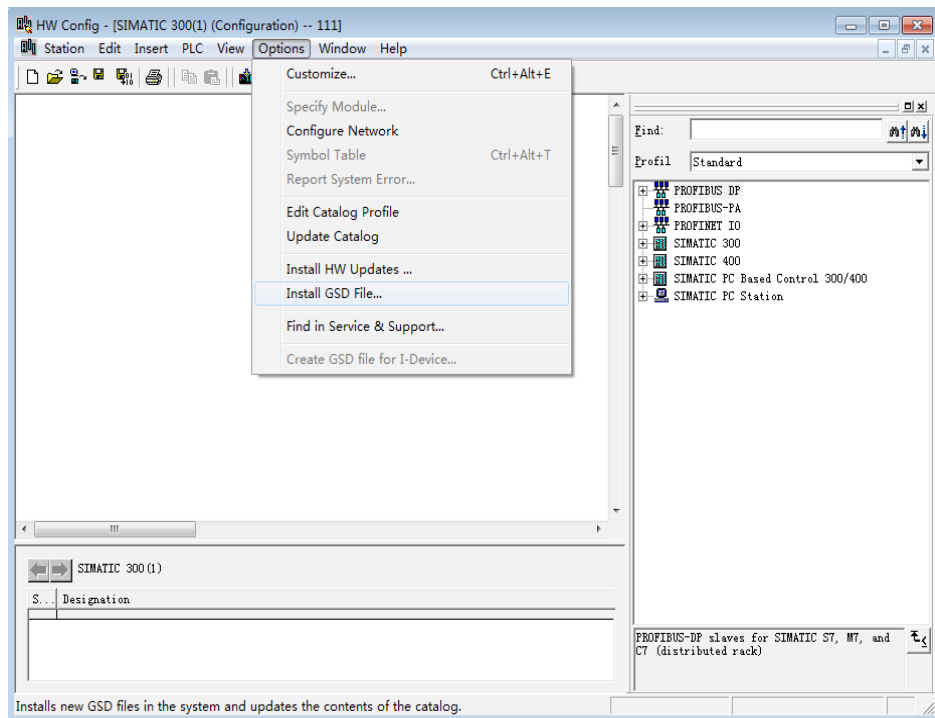 HW Config - [SIMATIC 300(1) (Configuration) -- 111]
Station Edit Insert PLC View Options Window Help
Customize... Ctrl+Alt+E
Specify Module...
Configure Network
Symbol Table Ctrl+Alt+T
Report System Error...
Edit Catalog Profile
Update Catalog
Install HW Updates ...
Install GSD File...
Find in Service & Support...
Create GSD file for I-Device...
Find:
Profil Standard
PROFIBUS DP
PROFIBUS-PA
PROFINET IO
SIMATIC 300
SIMATIC 400
SIMATIC PC Based Control 300/400
SIMATIC PC Station
SIMATIC 300(1)
S... Designation
PROFIBUS-DP slaves for SIMATIC S7, M7, and
C7 (distributed rack)
Installs new GSD files in the system and updates the contents of the catalog.